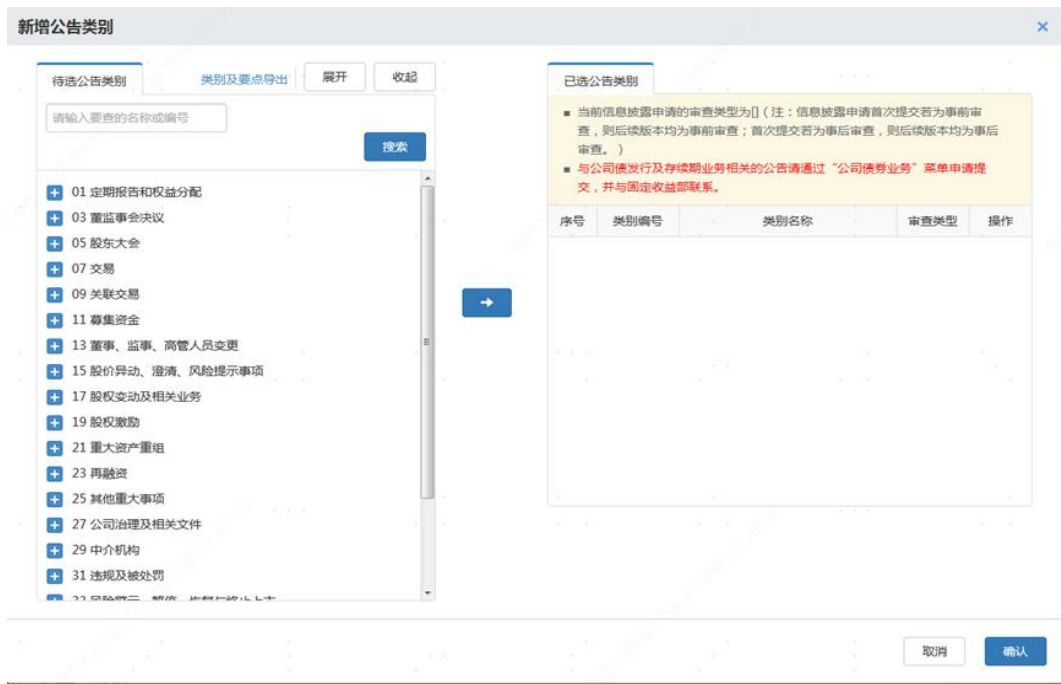 新增公告类别
待选公告类别
类别及要点导出
展开
收起
请输入要查的名称或编号
搜索
01 定期报告和权益分配
03 董监事会决议
05 股东大会
07 交易
09 关联交易
11 募集资金
13 董事、监事、高管人员变更
15 股价异动、澄清、风险提示事项
17 股权变动及相关业务
19 股权激励
21 重大资产重组
23 再融资
25 其他重大事项
27 公司治理及相关文件
29 中介机构
31 违规及被处罚
33 风险警示、暂停、恢复与终止上市
已选公告类别
当前信息披露申请的审查类型为[]（注：信息披露申请首次提交若为事前审
查，则后续版本均为事前审查；首次提交若为事后审查，则后续版本均为事后
审查。）
与公司债发行及存续期业务相关的公告请通过“公司债券业务”菜单申请提
交，并与固定收益部联系。
序号 类别编号 类别名称 审查类型 操作
取消
确认